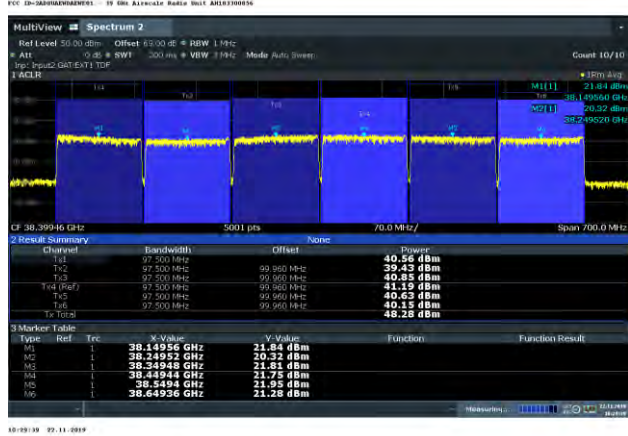 MultiView Spectrum 2
Ref Level 50.00 dBm Offset 63.00 dB RBW 1 MHz
Att 0 dB SWT 200 ms VBW 3 MHz Mode Auto Sweep Count 10/10
1 ACLR 1Rm Avg
M1[1] 21.84 dBm
38.149560 GHz
M2[1] 20.32 dBm
38.249520 GHz
Tx2
CF 38.39946 GHz 5001 pts 70.0 MHz/ Span 700.0 MHz
2 Result Summary None
Channel Bandwidth Offset Power
Tx1 97.500 MHz 40.56 dBm
Tx2 97.500 MHz 99.960 MHz 39.43 dBm
Tx3 97.500 MHz 99.960 MHz 40.85 dBm
Tx4 (Ref) 97.500 MHz 99.960 MHz 41.19 dBm
Tx5 97.500 MHz 99.960 MHz 40.63 dBm
Tx6 97.500 MHz 99.960 MHz 40.15 dBm
Tx Total 48.28 dBm
3 Marker Table
Type Ref Trc X-Value Y-Value Function Function Result
M1 1 38.14956 GHz 21.84 dBm
M2 1 38.24952 GHz 20.32 dBm
M3 1 38.34948 GHz 21.81 dBm
M4 1 38.44944 GHz 21.75 dBm
M5 1 38.5494 GHz 21.95 dBm
M6 1 38.64936 GHz 21.28 dBm
Measuring...
22.11.2019